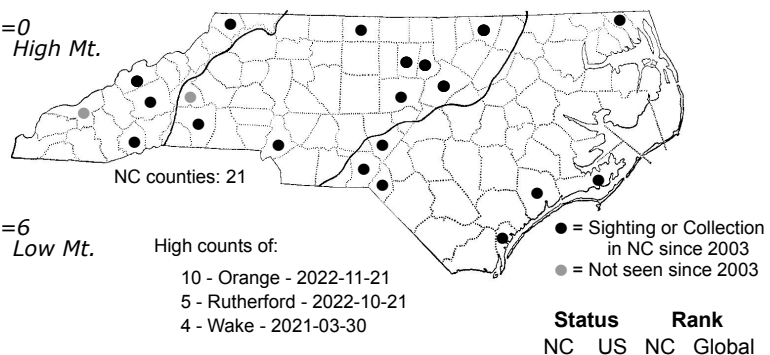 =0
High Mt.
NC counties: 21
=6
Low Mt.
High counts of:
10 - Orange - 2022-11-21
5 - Rutherford - 2022-10-21
4 - Wake - 2021-03-30
● = Sighting or Collection
in NC since 2003
● = Not seen since 2003
Status Rank
NC US NC Global